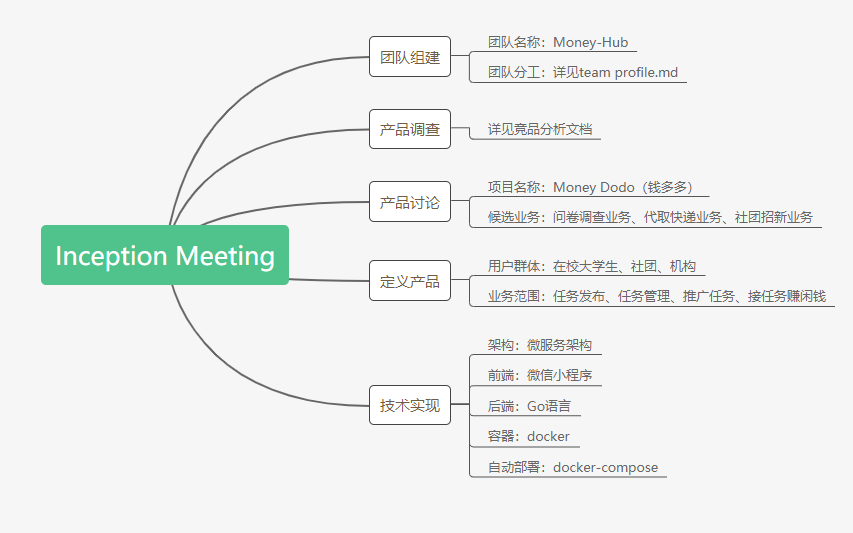 Inception Meeting
团队组建
团队名称：Money-Hub
团队分工：详见team profile.md
产品调查
详见竞品分析文档
产品讨论
项目名称：Money Dodo（钱多多）
候选业务：问卷调查业务、代取快递业务、社团招新业务
定义产品
用户群体：在校大学生、社团、机构
业务范围：任务发布、任务管理、推广任务、接任务赚闲钱
技术实现
架构：微服务架构
前端：微信小程序
后端：Go语言
容器：docker
自动部署：docker-compose